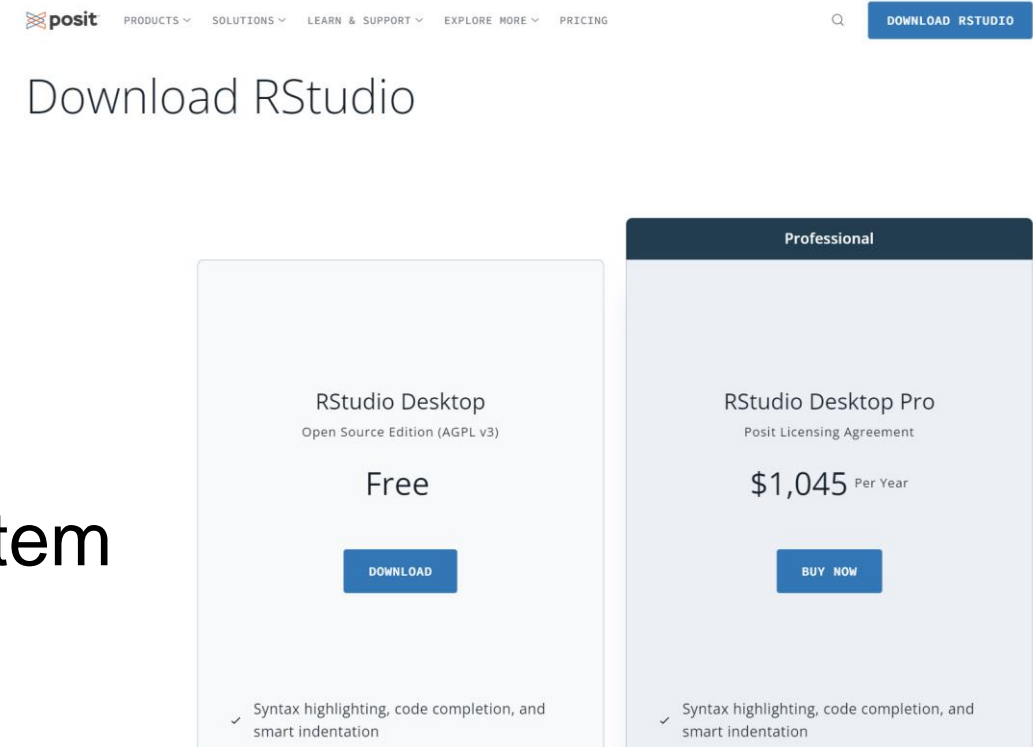 posit PRODUCTS SOLUTIONS LEARN & SUPPORT EXPLORE MORE PRICING DOWNLOAD RSTUDIO
Download RStudio
Professional
RStudio Desktop
Open Source Edition (AGPL v3)
Free
DOWNLOAD
Syntax highlighting, code completion, and
smart indentation
RStudio Desktop Pro
Posit Licensing Agreement
$1,045 Per Year
BUY NOW
Syntax highlighting, code completion, and
smart indentation
tem